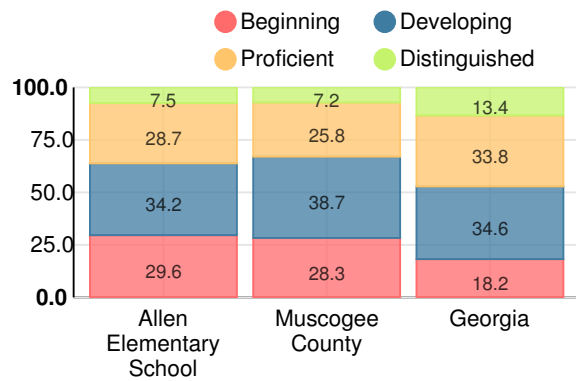 Beginning
Developing
Proficient
Distinguished
100.0
75.0
50.0
25.0
0.0
7.5
7.2
13.4
28.7
25.8
33.8
34.2
38.7
34.6
29.6
28.3
18.2
Allen
Elementary
School
Muscogee
County
Georgia